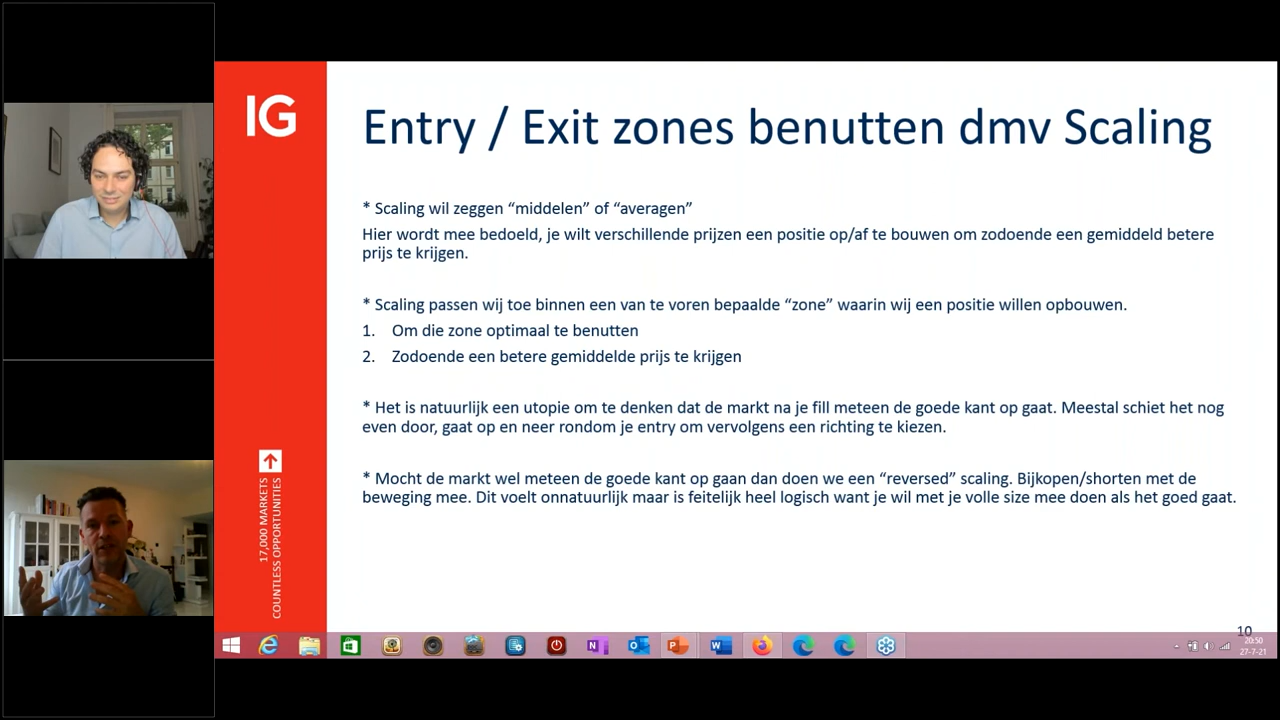 IG
Entry / Exit zones benutten dmv Scaling
* Scaling wil zeggen “middelen” of “averagen”
Hier wordt mee bedoeld, je wilt verschillende prijzen een positie op/af te bouwen om zodoende een gemiddeld betere
prijs te krijgen.
* Scaling passen wij toe binnen een van te voren bepaalde “zone” waarin wij een positie willen opbouwen.
1. Om die zone optimaal te benutten
2. Zodoende een betere gemiddelde prijs te krijgen
* Het is natuurlijk een utopie om te denken dat de markt na je fill meteen de goede kant op gaat. Meestal schiet het nog
even door, gaat op en neer rondom je entry om vervolgens een richting te kiezen.
* Mocht de markt wel meteen de goede kant op gaan dan doen we een “reversed” scaling. Bijkopen/shorten met de
beweging mee. Dit voelt onnatuurlijk maar is feitelijk heel logisch want je wil met je volle size mee doen als het goed gaat.
17,000 MARKETS
COUNTLESS OPPORTUNITIES
10
20:50
27-7-21